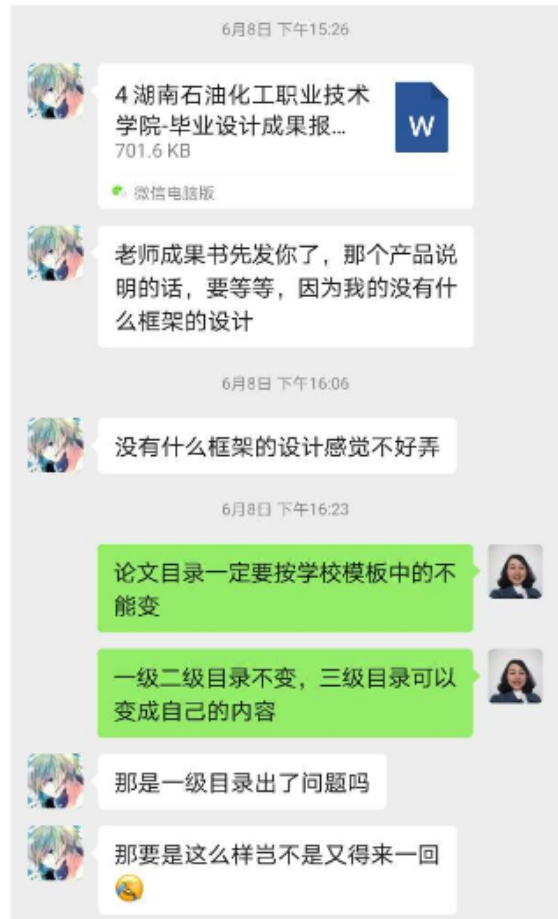 6月8日 下午15:26
4 湖南石油化工职业技术
学院-毕业设计成果报...
W
701.6 KB
微信电脑版
老师成果书先发你了，那个产品说
明的话，要等等，因为我的没有什
么框架的设计
6月8日 下午16:06
没有什么框架的设计感觉不好弄
6月8日 下午16:23
论文目录一定要按学校模板中的不
能变
一级二级目录不变，三级目录可以
变成自己的内容
那是一级目录出了问题吗
那要是这么样岂不是又得来一回